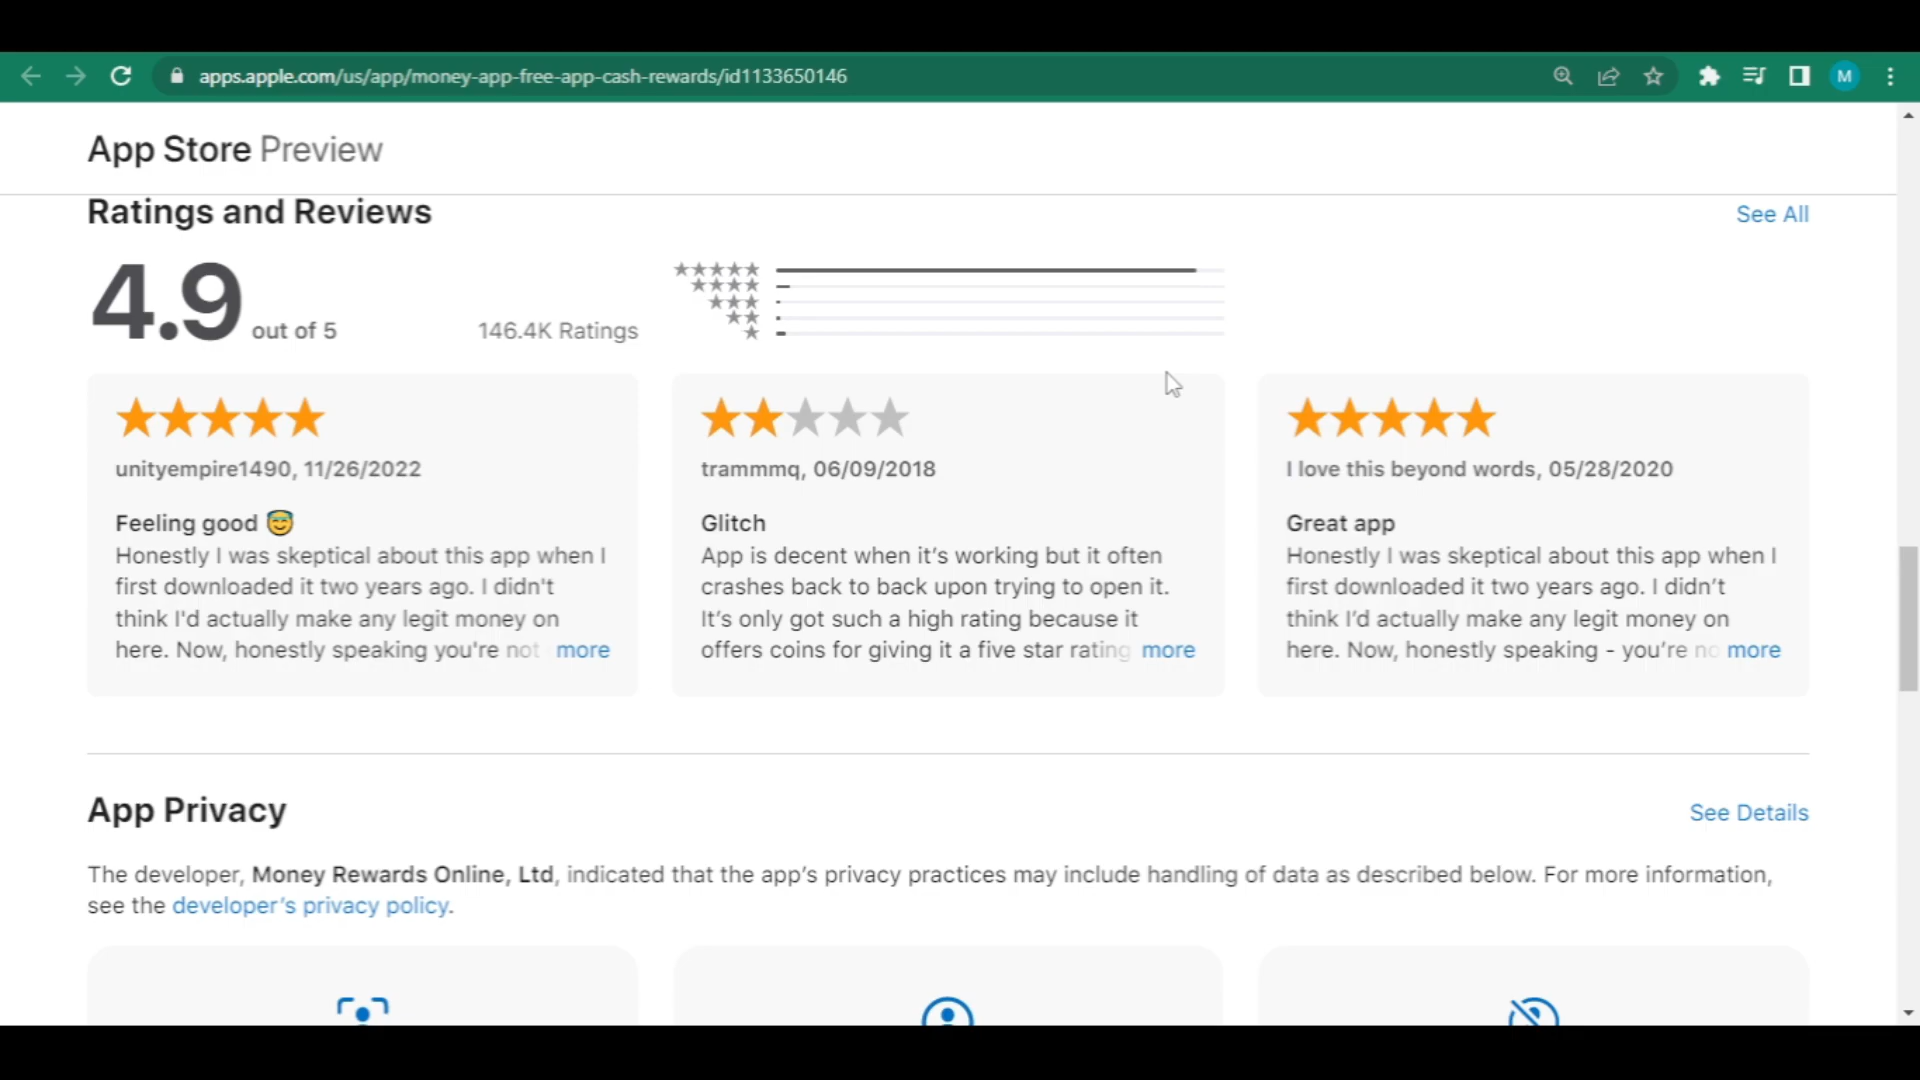 apps.apple.com/us/app/money-app-free-app-cash-rewards/id1133650146
M
App Store Preview
Ratings and Reviews
See All
4.9 out of 5
146.4K Ratings
unityempire1490, 11/26/2022
Feeling good 😇
Honestly I was skeptical about this app when I
first downloaded it two years ago. I didn't
think I'd actually make any legit money on
here. Now, honestly speaking you're not more
trammmq, 06/09/2018
Glitch
App is decent when it's working but it often
crashes back to back upon trying to open it.
It's only got such a high rating because it
offers coins for giving it a five star rating more
I love this beyond words, 05/28/2020
Great app
Honestly I was skeptical about this app when I
first downloaded it two years ago. I didn't
think I'd actually make any legit money on
here. Now, honestly speaking - you're no more
App Privacy
See Details
The developer, Money Rewards Online, Ltd, indicated that the app's privacy practices may include handling of data as described below. For more information,
see the developer's privacy policy.